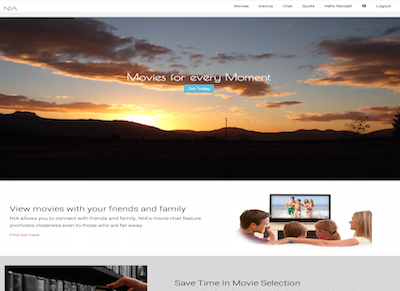 NIA
Movies Genius Chat Quote Hello Randall Logout
Movies for every Moment
Join Today
View movies with your friends and family
NIA allows you to connect with friends and family. NIA's movie chat feature
promotes closeness even to those who are far away.
Find out more
Save Time In Movie Selection